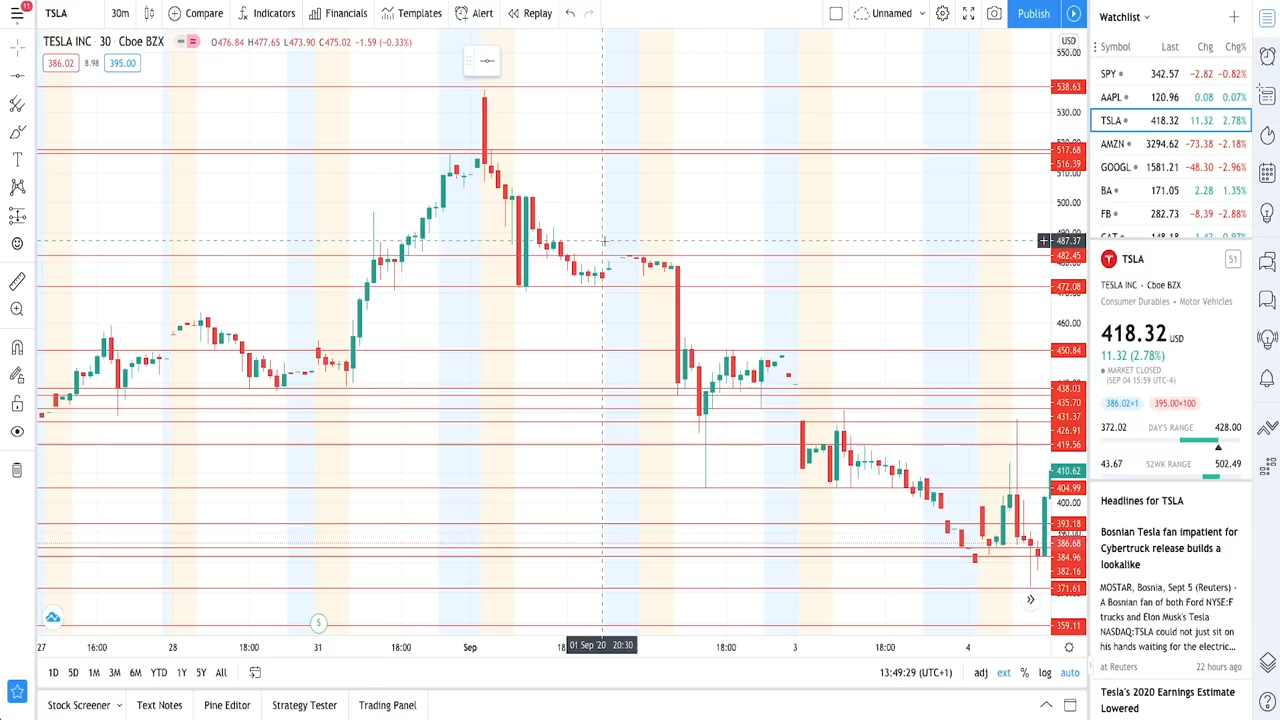 11
TSLA
30m
Compare
Indicators
Financials
Templates
Alert
Replay
Unnamed
Publish
TESLA INC · 30 · Cboe BZX
O476.84 H477.65 L473.90 C475.02 −1.59 (−0.33%)
386.02 8.98 395.00
USD
550.00
538.63
530.00
517.68
516.39
510.00
500.00
487.37
482.45
472.08
460.00
450.84
438.03
435.70
431.37
426.91
419.56
410.62
404.99
400.00
393.18
386.68
384.96
382.16
371.61
359.11
S
27 16:00 28 18:00 31 18:00 Sep 01 Sep '20 20:30 18:00 3 18:00 4
1D 5D 1M 3M 6M YTD 1Y 5Y All
13:49:29 (UTC+1) adj ext % log auto
Stock Screener Text Notes Pine Editor Strategy Tester Trading Panel
Watchlist
Symbol Last Chg Chg%
SPY 342.57 −2.82 −0.82%
AAPL 120.96 0.08 0.07%
TSLA 418.32 11.32 2.78%
AMZN 3294.62 −73.38 −2.18%
GOOGL 1581.21 −48.30 −2.96%
BA 171.05 2.28 1.35%
FB 282.73 −8.39 −2.88%
TSLA
51
TESLA INC • Cboe BZX
Consumer Durables • Motor Vehicles
418.32 USD
11.32 (2.78%)
MARKET CLOSED
(SEP 04 15:59 UTC-4)
386.02×1 395.00×100
372.02 DAY'S RANGE 428.00
43.67 52WK RANGE 502.49
Headlines for TSLA
Bosnian Tesla fan impatient for
Cybertruck release builds a
lookalike
MOSTAR, Bosnia, Sept 5 (Reuters) -
A Bosnian fan of both Ford NYSE:F
trucks and Elon Musk's Tesla
NASDAQ:TSLA could not just sit on
his hands waiting for the electric...
at Reuters 22 hours ago
Tesla's 2020 Earnings Estimate
Lowered